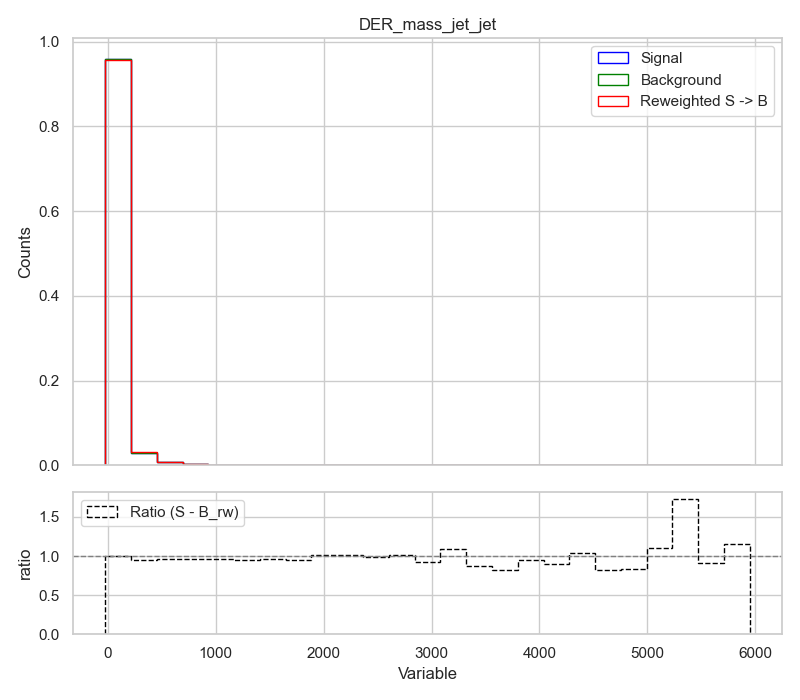 DER_mass_jet_jet
1.0
0.8
0.6
0.4
0.2
0.0
Counts
Signal
Background
Reweighted S -> B
1.5
1.0
0.5
0.0
ratio
Ratio (S - B_rw)
0 1000 2000 3000 4000 5000 6000
Variable